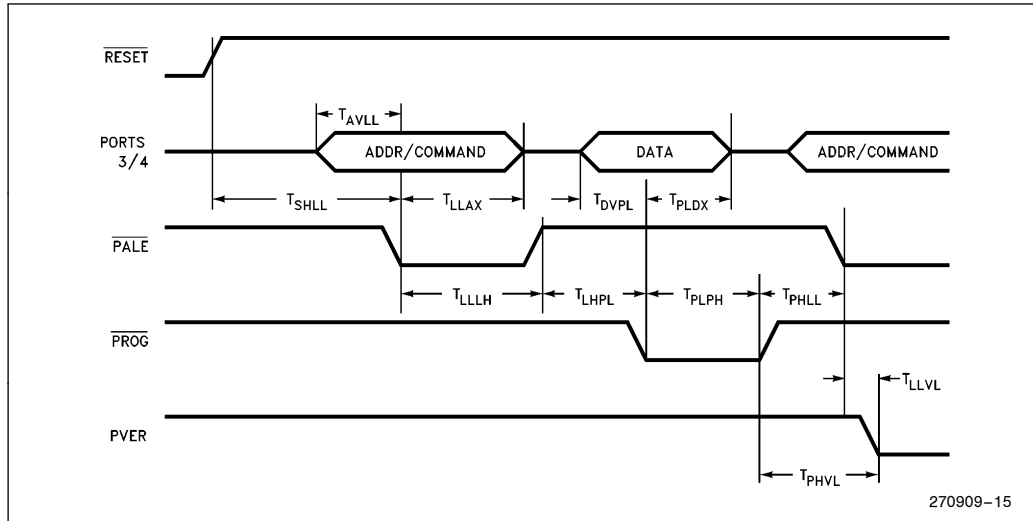 RESET
T_AVLL
PORTS
3/4
ADDR/COMMAND DATA ADDR/COMMAND
T_SHLL T_LLAX T_DVPL T_PLDX
PALE
T_LLLH T_LHPL T_PLPH T_PHLL
PROG
T_LLVL
PVER
T_PHVL
270909-15